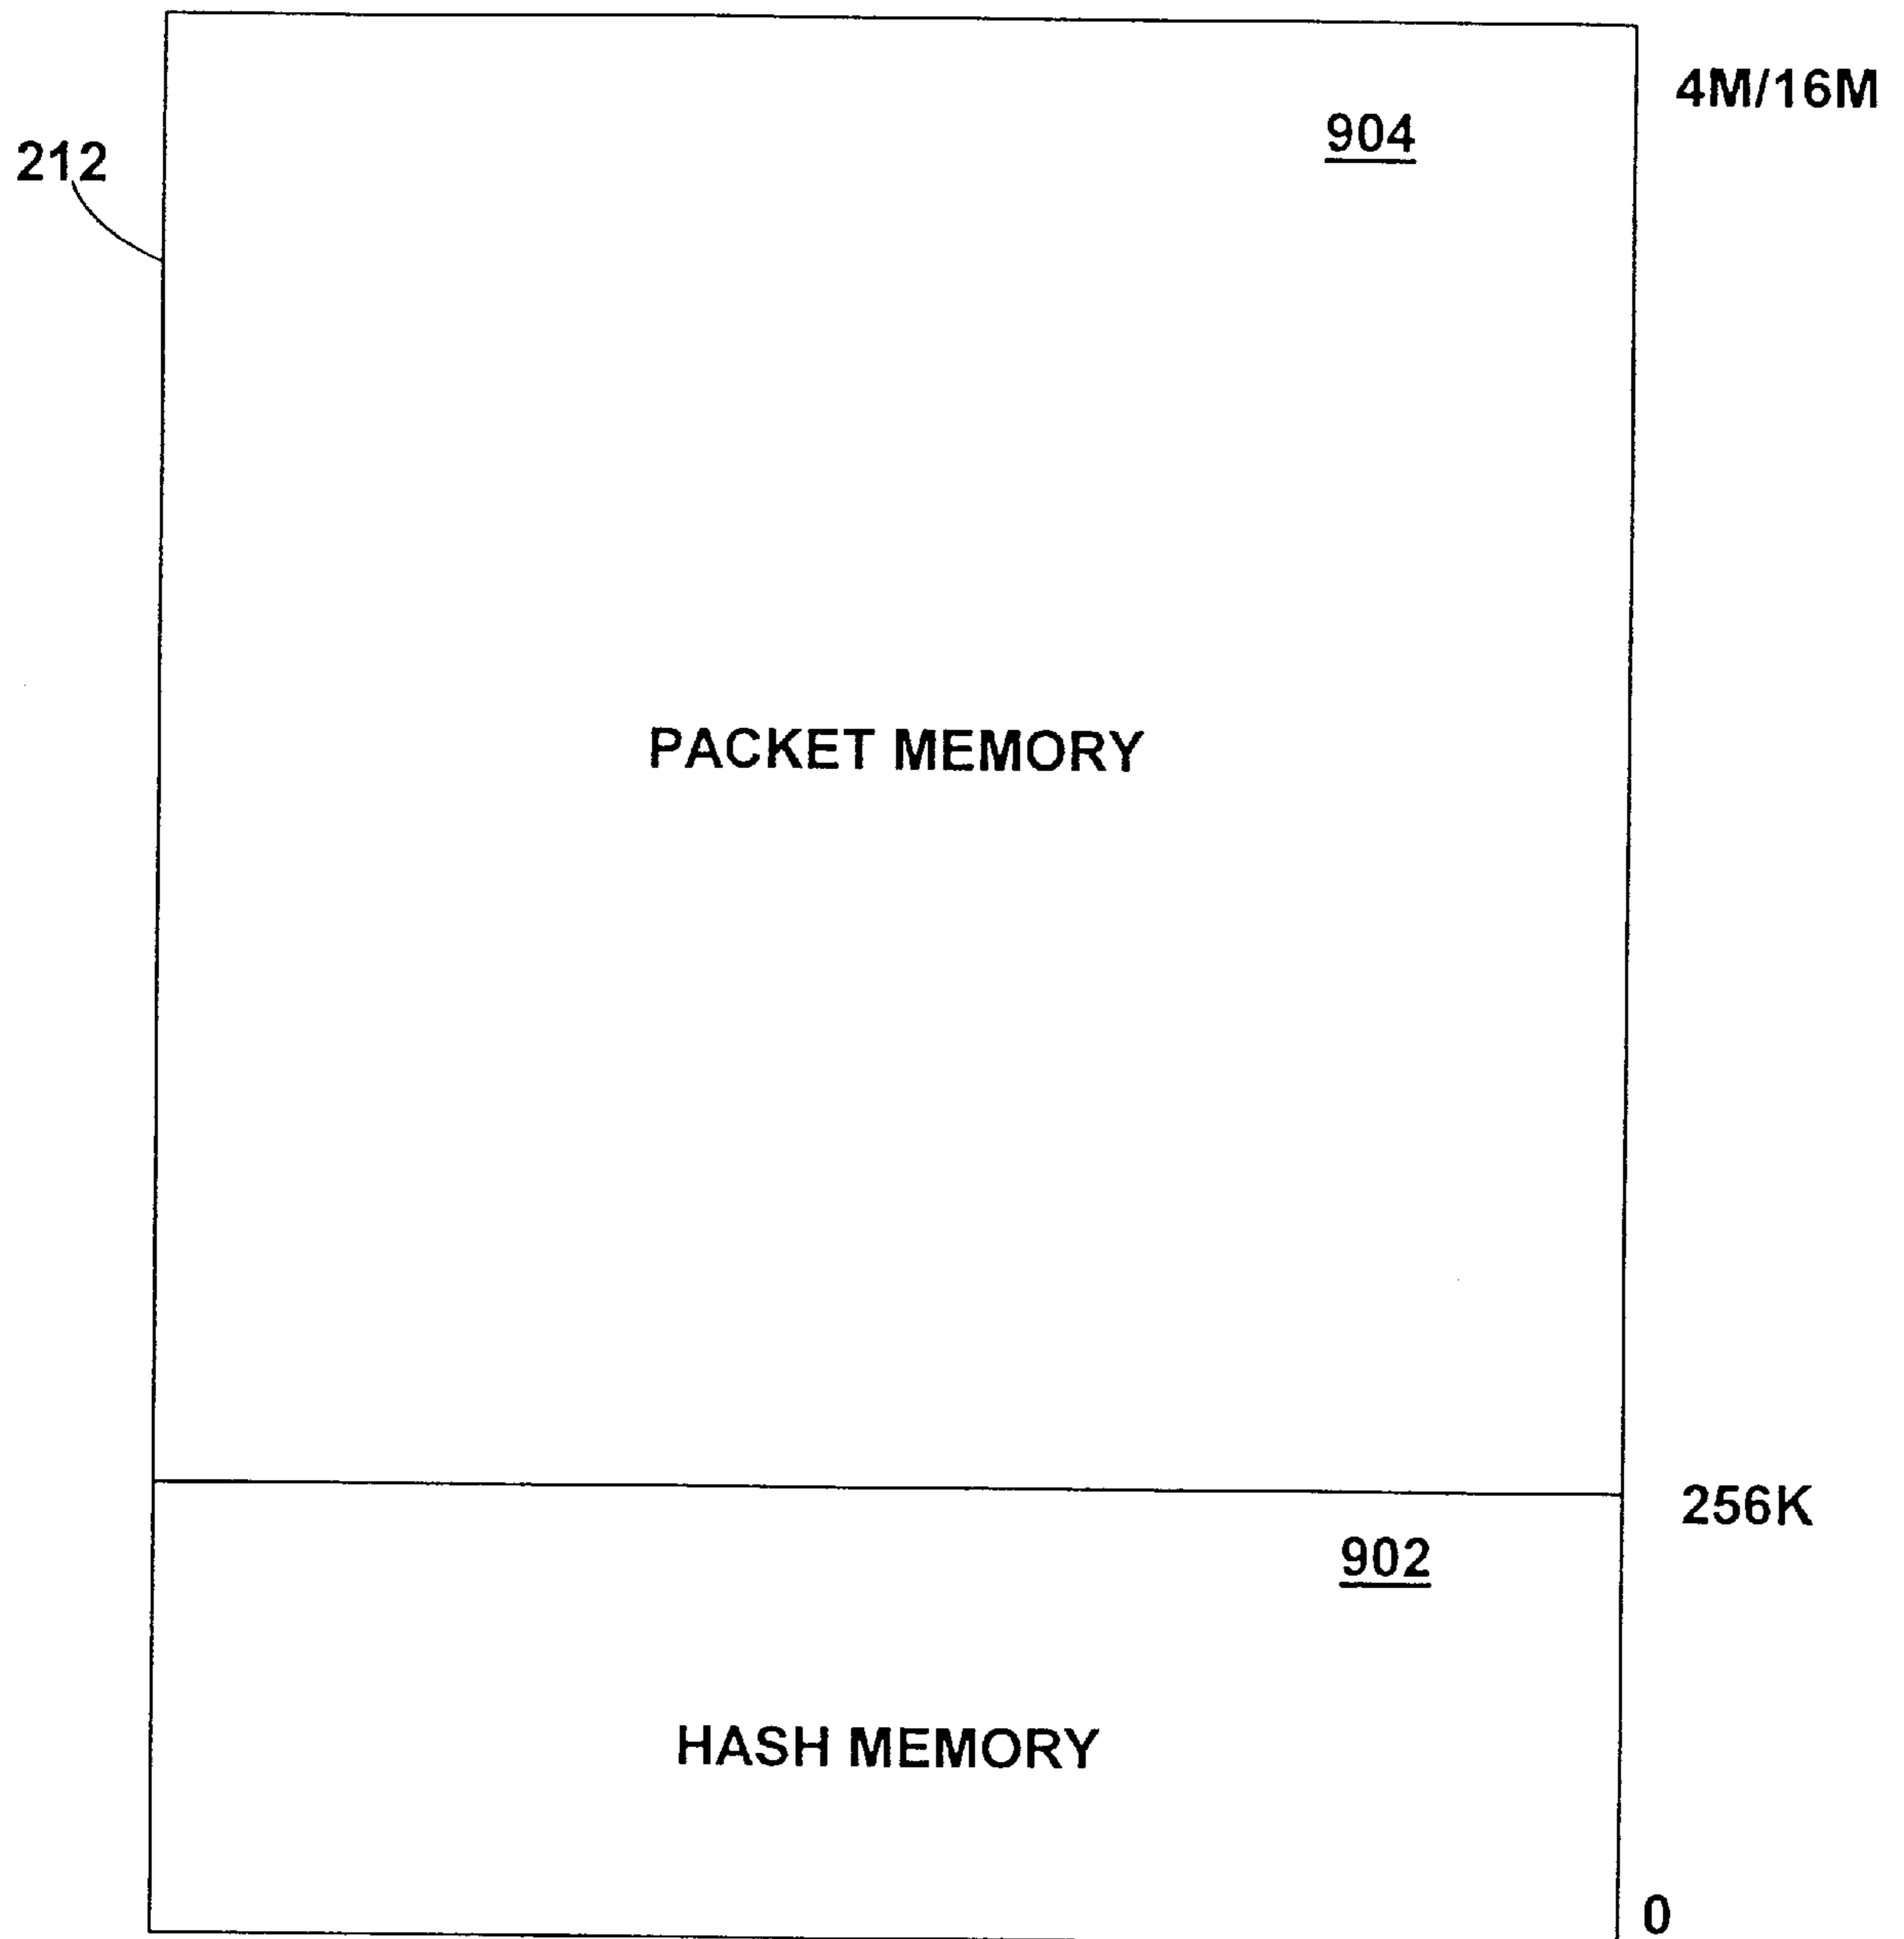 4M/16M
904
212
PACKET MEMORY
256K
902
HASH MEMORY
0